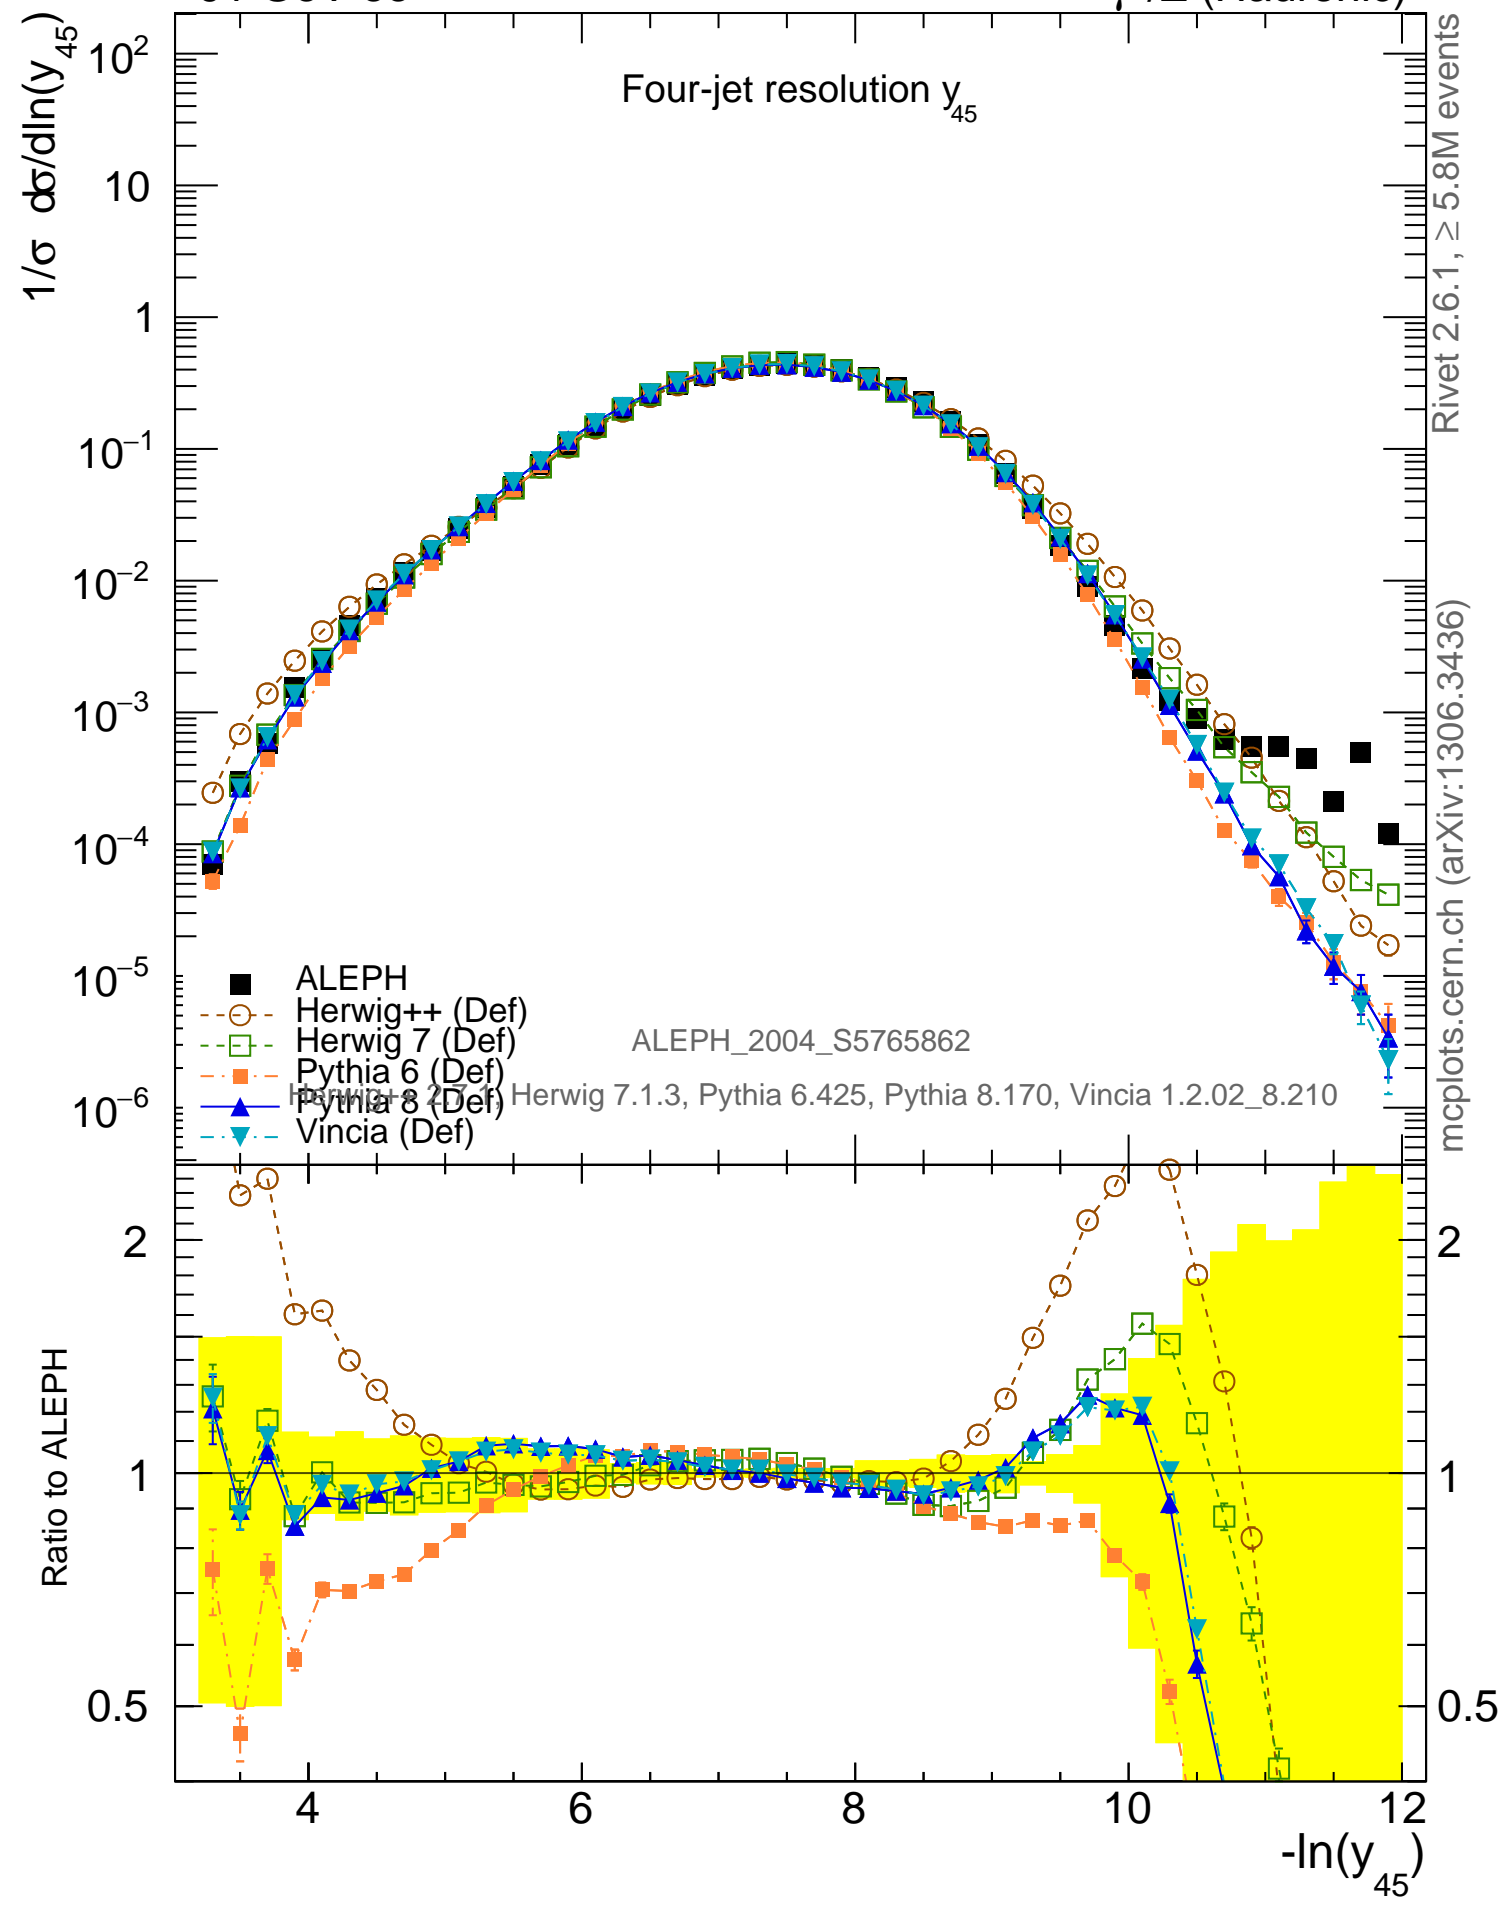 1/σ dσ/dln(y45)
Four-jet resolution y45
10²
10
1
10⁻¹
10⁻²
10⁻³
10⁻⁴
10⁻⁵
10⁻⁶
ALEPH
Herwig++ (Def)
Herwig 7 (Def)
Pythia 6 (Def)
Pythia 8 (Def)
Vincia (Def)
ALEPH_2004_S5765862
Herwig++ 2.7.1, Herwig 7.1.3, Pythia 6.425, Pythia 8.170, Vincia 1.2.02_8.210
Rivet 2.6.1, ≥ 5.8M events
mcplots.cern.ch (arXiv:1306.3436)
Ratio to ALEPH
2
1
0.5
2
1
0.5
4
6
8
10
12
-ln(y45)